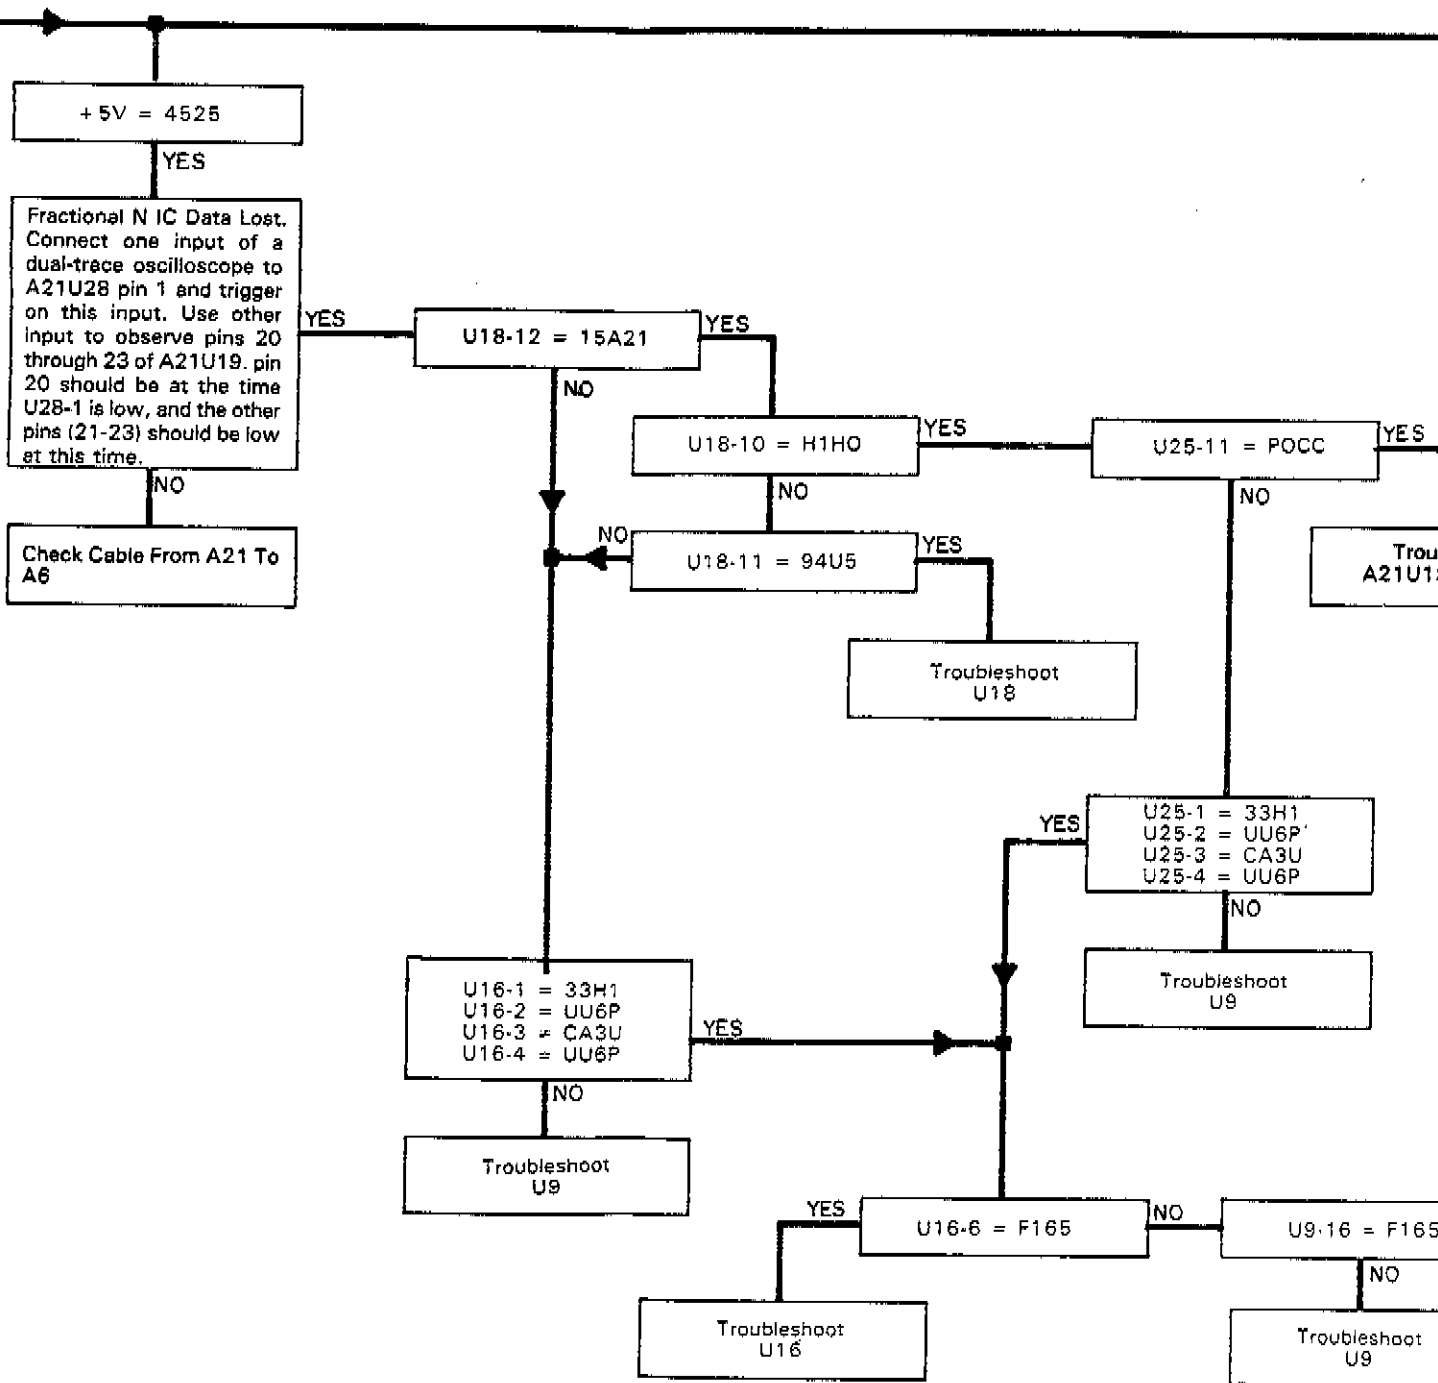 +5V = 4525
YES
Fractional N IC Data Lost.
Connect one input of a
dual-trace oscilloscope to
A21U28 pin 1 and trigger
on this input. Use other
input to observe pins 20
through 23 of A21U19. pin
20 should be at the time
U28-1 is low, and the other
pins (21-23) should be low
at this time.
YES
NO
Check Cable From A21 To
A6
U18-12 = 15A21
YES
NO
U18-10 = H1HO
YES
NO
U25-11 = POCC
YES
NO
U18-11 = 94U5
NO
YES
Troubleshoot
U18
Trou
A21U1
U25-1 = 33H1
U25-2 = UU6P
U25-3 = CA3U
U25-4 = UU6P
YES
NO
Troubleshoot
U9
U16-1 = 33H1
U16-2 = UU6P
U16-3 = CA3U
U16-4 = UU6P
YES
NO
Troubleshoot
U9
YES
U16-6 = F165
NO
U9-16 = F165
NO
Troubleshoot
U16
Troubleshoot
U9